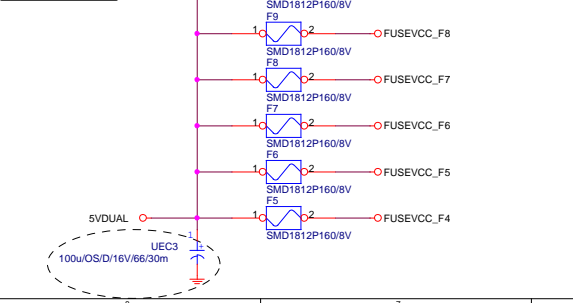 SMD1812P160/8V
F9
1 2 FUSEVCC_F8
SMD1812P160/8V
F8
1 2 FUSEVCC_F7
SMD1812P160/8V
F7
1 2 FUSEVCC_F6
SMD1812P160/8V
F6
1 2 FUSEVCC_F5
SMD1812P160/8V
F5
5VDUAL 1 2 FUSEVCC_F4
SMD1812P160/8V
1
UEC3 +
100u/OS/D/16V/66/30m